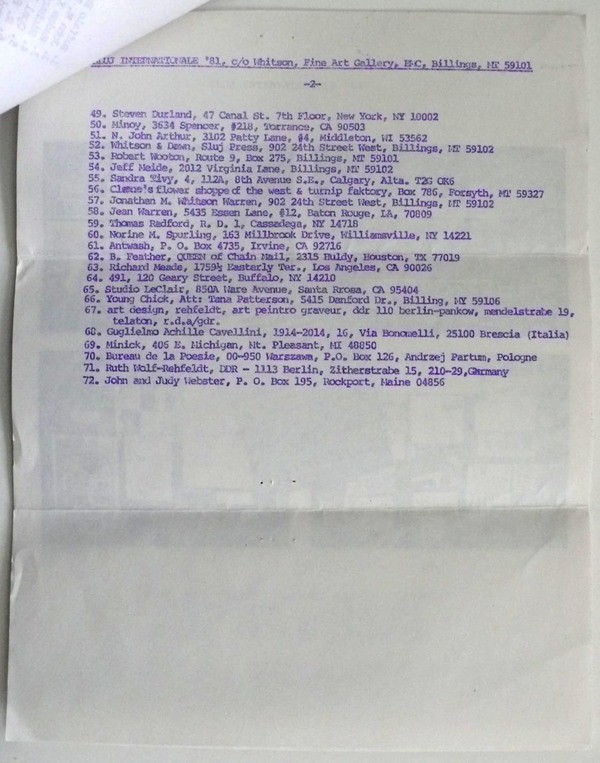 INTERNATIONALE '81, c/o Whitson, Fine Art Gallery, EMC, Billings, MT 59101
-2-
49. Steven Durland, 47 Canal St. 7th Floor, New York, NY 10002
50. Minoy, 3634 Spencer, #218, Torrance, CA 90503
51. N. John Arthur, 3102 Patty Lane, #4, Middleton, WI 53562
52. Whitson & Dawn, Sluj Press, 902 24th Street West, Billings, MT 59102
53. Robert Wooton, Route 9, Box 275, Billings, MT 59101
54. Jeff Meide, 2012 Virginia Lane, Billings, MT 59102
55. Sandra Tivy, 4, 112A, 8th Avenue S.E., Calgary, Alta. T2G OK6
56. flower shoppe of the west & turnip faktory, Box 786, Forsyth, MT 59327
57. Jonathan M. Whitson Warren, 902 24th Street West, Billings, MT 59102
58. Jean Warren, 5435 Essen Lane, #12, Baton Rouge, LA, 70809
59. Thomas Radford, R. D. 1, Cassadega, NY 14718
60. Norine M. Spurling, 163 Millbrook Drive, Williamsville, NY 14221
61. Antwash, P. O. Box 4735, Irvine, CA 92716
62. B. Feather, QUEEN of Chain Mail, 2315 Buldy, Houston, TX 77019
63. Richard Meade, 1759½ Easterly Ter., Los Angeles, CA 90026
64. 491, 120 Geary Street, Buffalo, NY 14210
65. Studio LeClair, 850A Ware Avenue, Santa Rrosa, CA 95404
66. Young Chick, Att: Tana Patterson, 5415 Danford Dr., Billing, MY 59106
67. art design, rehfeldt, art peintro graveur, ddr 110 berlin-pankow, mendelstrabe 19,
telaton, r.d.a/gdr.
68. Guglielmo Achille Cavellini, 1914-2014, 16, Via Bonomelli, 25100 Brescia (Italia)
69. Minick, 406 E. Michigan, Mt. Pleasant, MI 48850
70. Bureau de la Poesie, 00-950 Warszawa, P.O. Box 126, Andrzej Partum, Pologne
71. Ruth Wolf-Rehfeldt, DDR - 1113 Berlin, Zitherstrabe 15, 210-29, Germany
72. John and Judy Webster, P. O. Box 195, Rockport, Maine 04856